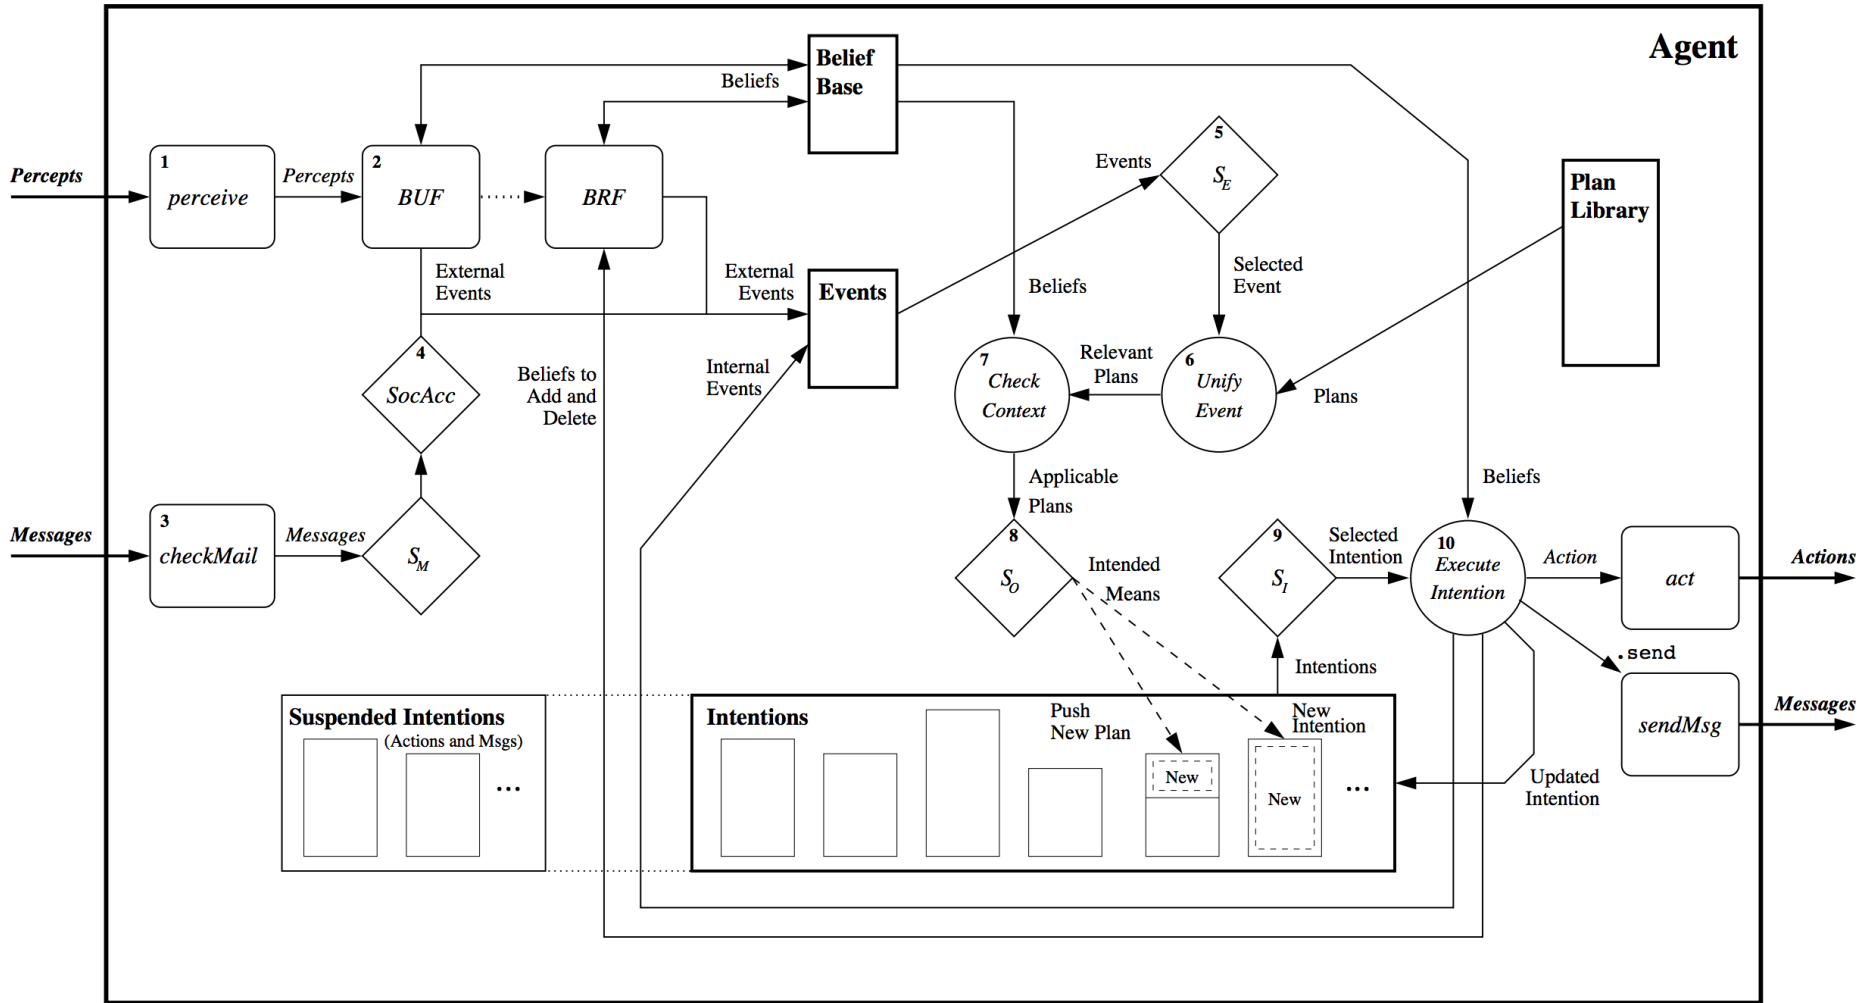 Agent
Belief
Base
Beliefs
5
S_E
Events
Percepts
1
perceive
Percepts
2
BUF
BRF
Plan
Library
External
Events
External
Events
Events
Selected
Event
Beliefs
4
SocAcc
Internal
Events
Beliefs to
Add and
Delete
7
Check
Context
Relevant
Plans
6
Unify
Event
Plans
Applicable
Plans
Beliefs
Messages
3
checkMail
Messages
S_M
8
S_O
Intended
Means
9
S_I
Selected
Intention
10
Execute
Intention
Action
act
Actions
.send
Intentions
sendMsg
Messages
Suspended Intentions
(Actions and Msgs)
...
Intentions
Push
New Plan
New
Intention
New
New
...
Updated
Intention